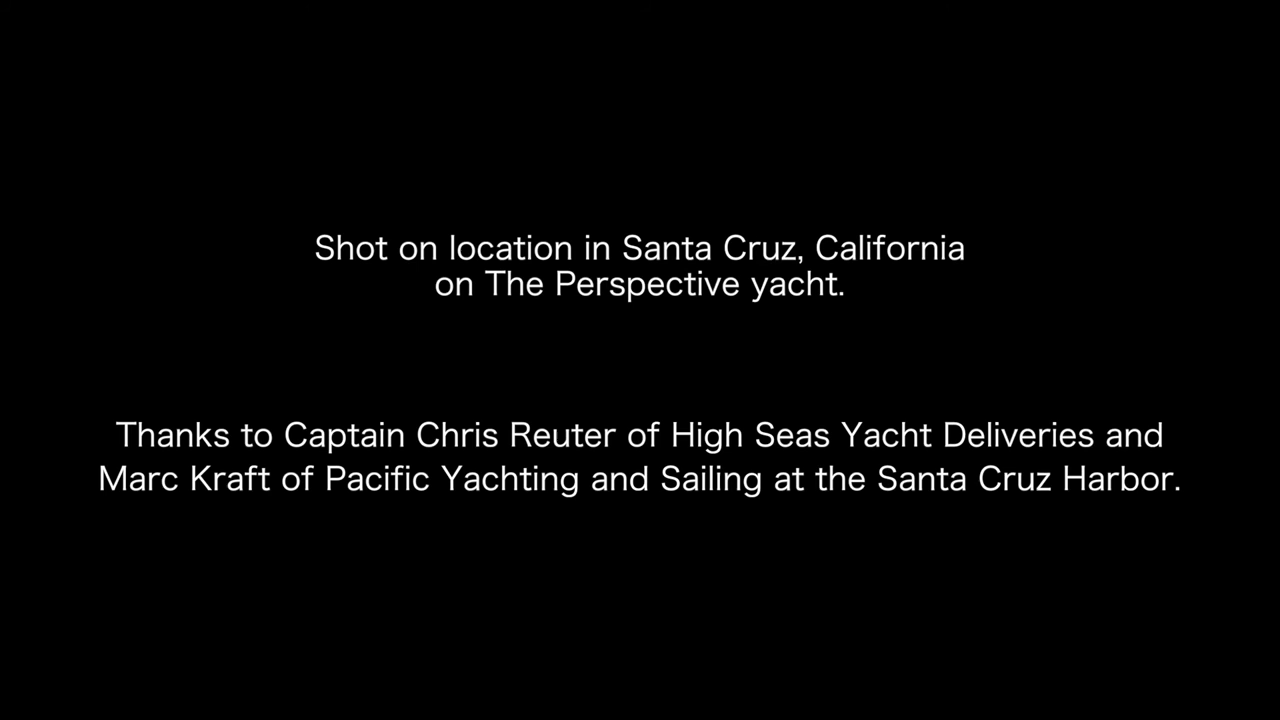 Shot on location in Santa Cruz, California
on The Perspective yacht.
Thanks to Captain Chris Reuter of High Seas Yacht Deliveries and
Marc Kraft of Pacific Yachting and Sailing at the Santa Cruz Harbor.